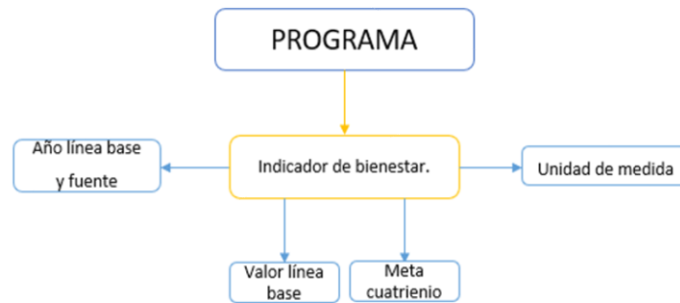 PROGRAMA
Año línea base
y fuente
Indicador de bienestar.
Unidad de medida
Valor línea
base
Meta
cuatrienio